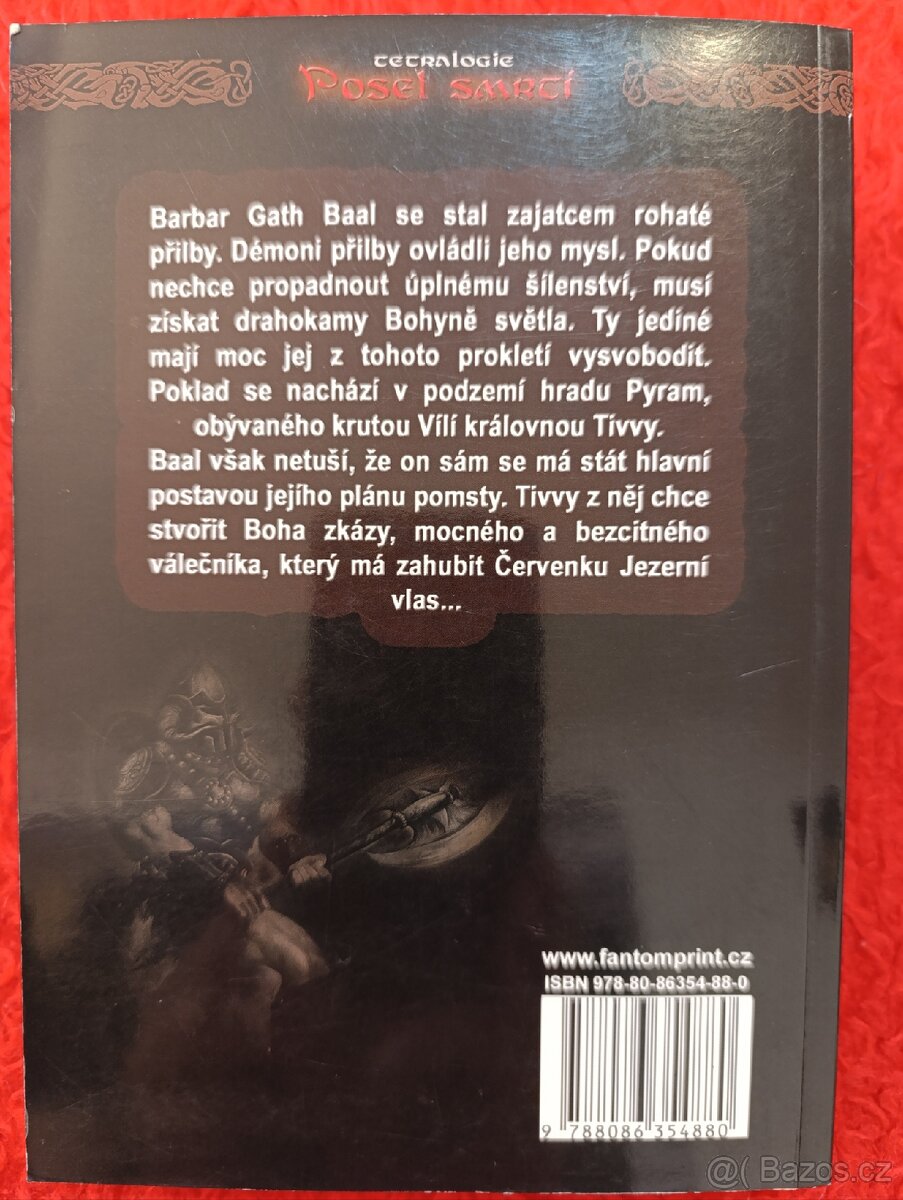 TETRALOGIE
POSEL SMRTI
Barbar Gath Baal se stal zajatcem rohaté
přilby. Démoni přilby ovládli jeho mysl. Pokud
nechce propadnout úplnému šílenství, musí
získat drahokamy Bohyně světla. Ty jediné
mají moc jej z tohoto prokletí vysvobodit.
Poklad se nachází v podzemí hradu Pyram,
obývaného krutou Vílí královnou Tivvy.
Baal však netuší, že on sám se má stát hlavní
postavou jejího plánu pomsty. Tivvy z něj chce
stvořit Boha zkázy, mocného a bezcitného
válečníka, který má zahubit Červenku Jezerní
vlas...
www.fantomprint.cz
ISBN 978-80-86354-88-0
9 788086 354880
@( Bazos.cz